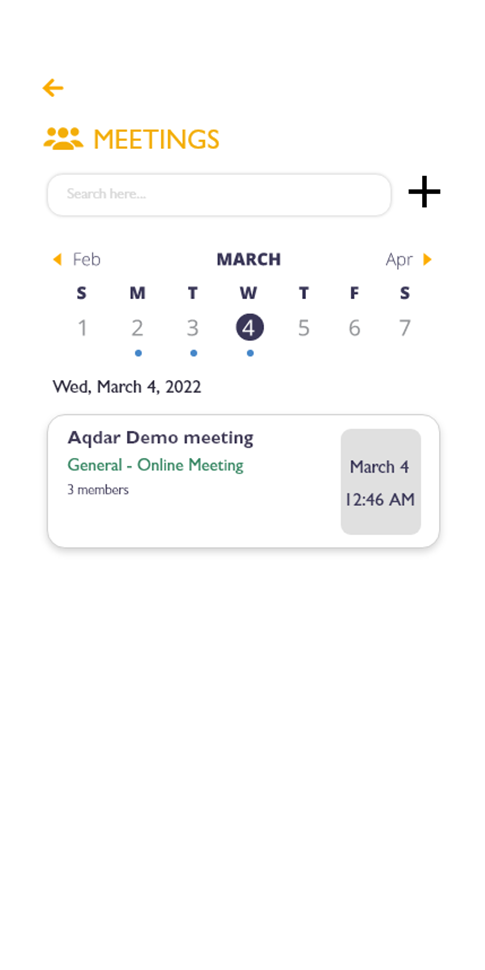 MEETINGS
Search here...
Feb MARCH Apr
S M T W T F S
1 2 3 4 5 6 7
Wed, March 4, 2022
Aqdar Demo meeting
General - Online Meeting
3 members
March 4
12:46 AM